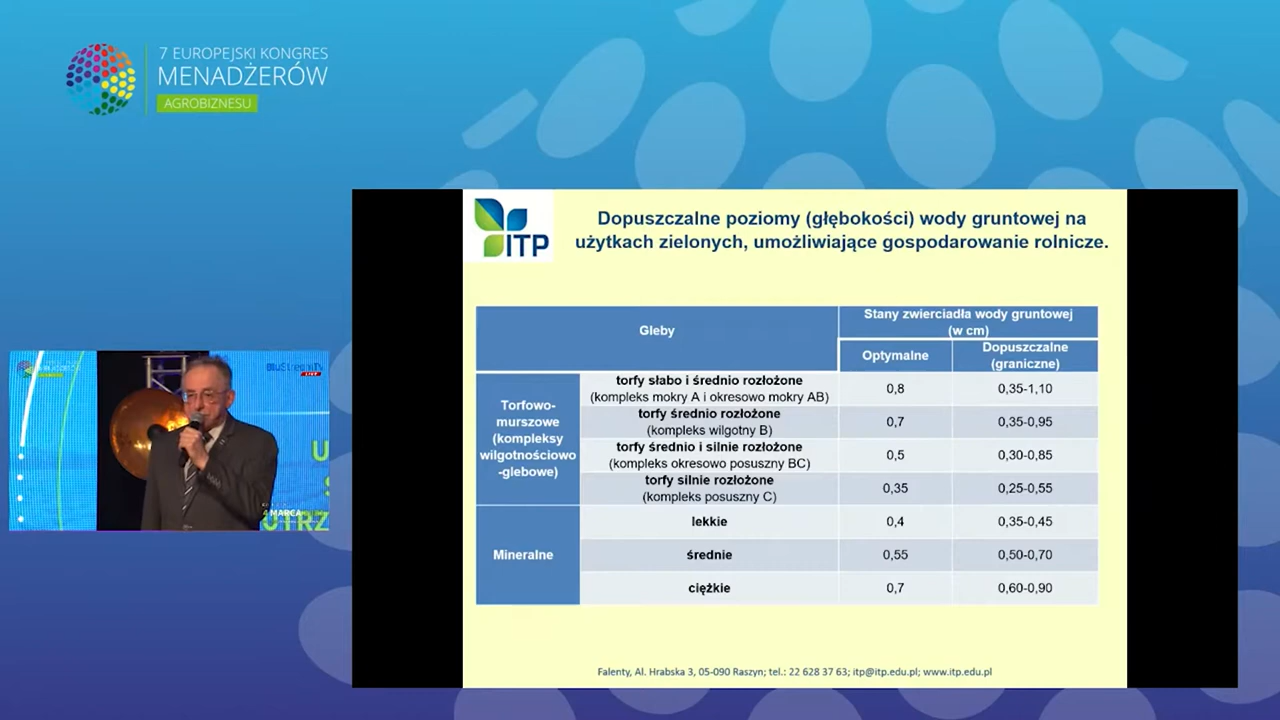 7 EUROPEJSKI KONGRES
MENADŻERÓW
AGROBIZNESU
ITP
Dopuszczalne poziomy (głębokości) wody gruntowej na
użytkach zielonych, umożliwiające gospodarowanie rolnicze.
Gleby
Stany zwierciadła wody gruntowej
(w cm)
Optymalne
Dopuszczalne
(graniczne)
Torfowo-
murszowe
(kompleksy
wilgotnościowo
-glebowe)
torfy słabo i średnio rozłożone
(kompleks mokry A i okresowo mokry AB)
0,8
0,35-1,10
torfy średnio rozłożone
(kompleks wilgotny B)
0,7
0,35-0,95
torfy średnio i silnie rozłożone
(kompleks okresowo posuszny BC)
0,5
0,30-0,85
torfy silnie rozłożone
(kompleks posuszny C)
0,35
0,25-0,55
Mineralne
lekkie
0,4
0,35-0,45
średnie
0,55
0,50-0,70
ciężkie
0,7
0,60-0,90
Falenty, Al. Hrabska 3, 05-090 Raszyn; tel.: 22 628 37 63; itp@itp.edu.pl; www.itp.edu.pl
4 MARCA